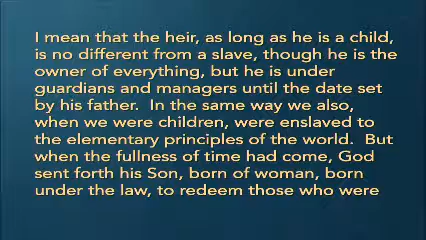 I mean that the heir, as long as he is a child,
is no different from a slave, though he is the
owner of everything, but he is under
guardians and managers until the date set
by his father.  In the same way we also,
when we were children, were enslaved to
the elementary principles of the world.  But
when the fullness of time had come, God
sent forth his Son, born of woman, born
under the law, to redeem those who were